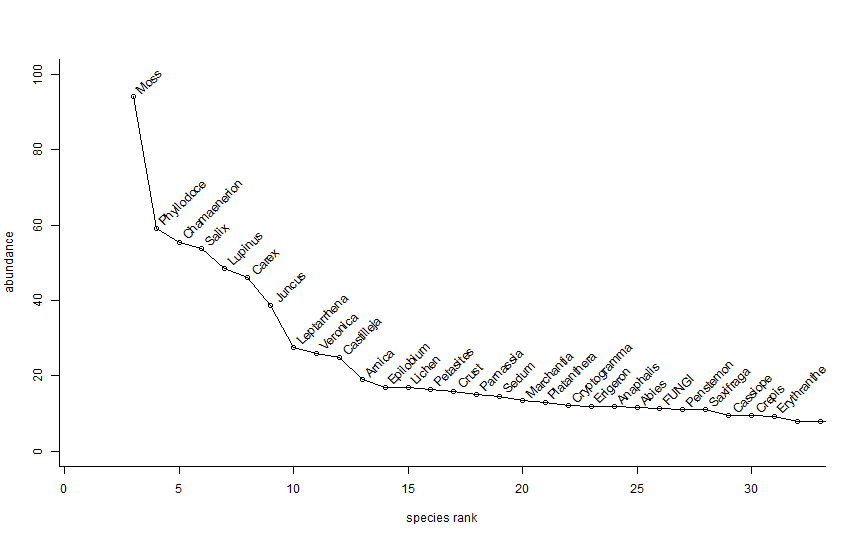 100
80
60
40
20
0
abundance
Moss
Phyllodoce
Chamaenerion
Salix
Lupinus
Carex
Juncus
Leptarrhena
Veronica
Castilleja
Arnica
Epilobium
Lichen
Petasites
Crust
Parnassia
Sedum
Marchantia
Platanthera
Cryptogramma
Erigeron
Anaphalis
Abies
FUNGI
Penstemon
Saxifraga
Cassiope
Crepis
Erythranthe
0 5 10 15 20 25 30
species rank